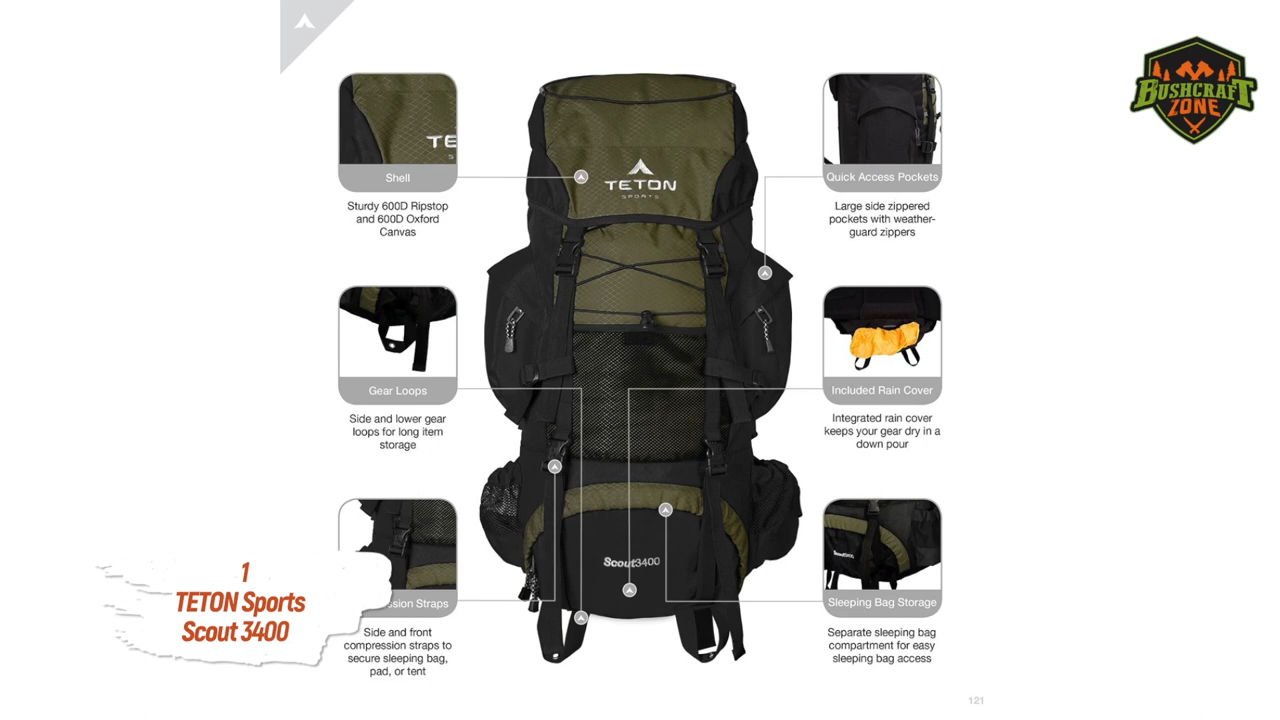 BUSHCRAFT
ZONE
TE
S
Shell
Sturdy 600D Ripstop
and 600D Oxford
Canvas
TETON
SPORTS
Quick Access Pockets
Large side zippered
pockets with weather-
guard zippers
Gear Loops
Side and lower gear
loops for long item
storage
Included Rain Cover
Integrated rain cover
keeps your gear dry in a
down pour
Scout3400
ssion Straps
Side and front
compression straps to
secure sleeping bag,
pad, or tent
Sleeping Bag Storage
Separate sleeping bag
compartment for easy
sleeping bag access
1
TETON Sports
Scout 3400
121